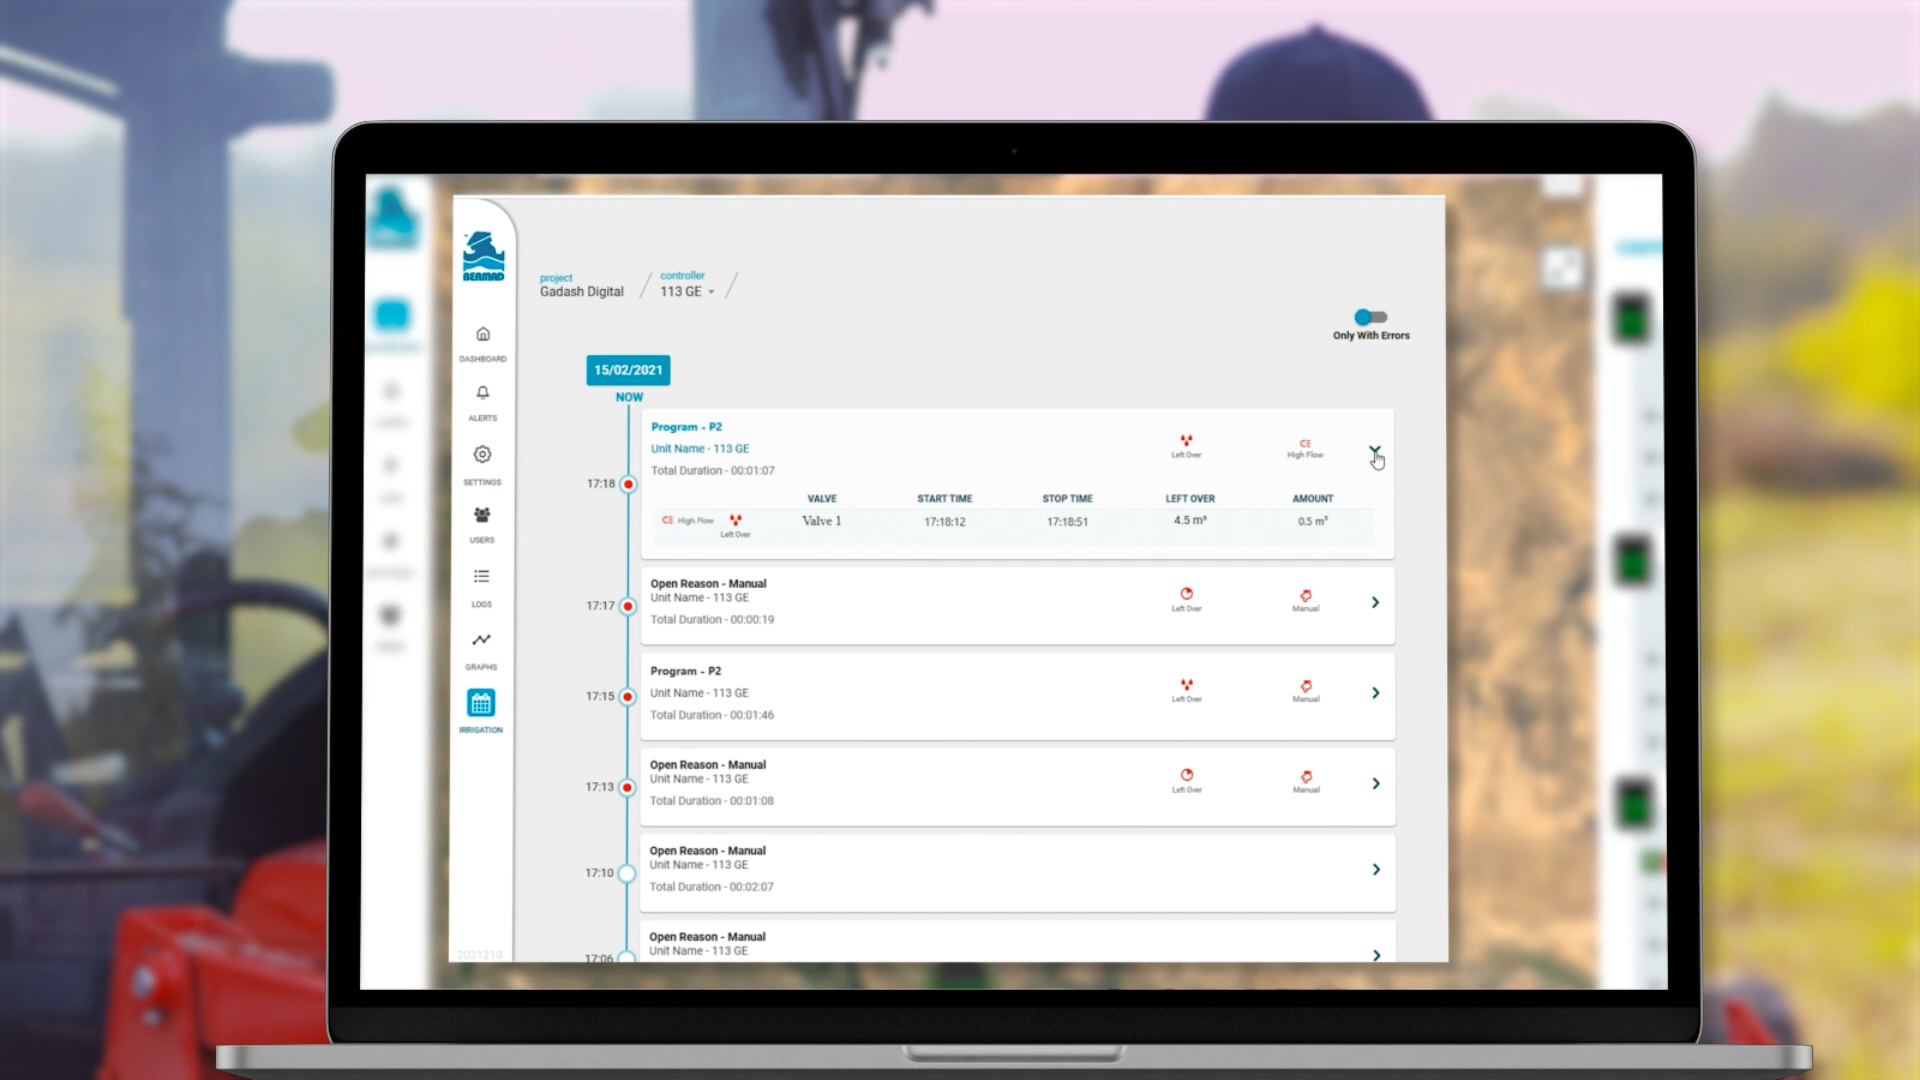 BERMAD
project
Gadash Digital
controller
113 GE
Only With Errors
DASHBOARD
ALERTS
SETTINGS
USERS
LOGS
GRAPHS
IRRIGATION
2021210
15/02/2021
NOW
17:18
Program - P2
Unit Name - 113 GE
Total Duration - 00:01:07
Left Over
High Flow
VALVE START TIME STOP TIME LEFT OVER AMOUNT
High Flow Left Over Valve 1 17:18:12 17:18:51 4.5 m³ 0.5 m³
17:17
Open Reason - Manual
Unit Name - 113 GE
Total Duration - 00:00:19
Left Over
Manual
17:15
Program - P2
Unit Name - 113 GE
Total Duration - 00:01:46
Left Over
Manual
17:13
Open Reason - Manual
Unit Name - 113 GE
Total Duration - 00:01:08
Left Over
Manual
17:10
Open Reason - Manual
Unit Name - 113 GE
Total Duration - 00:02:07
17:06
Open Reason - Manual
Unit Name - 113 GE